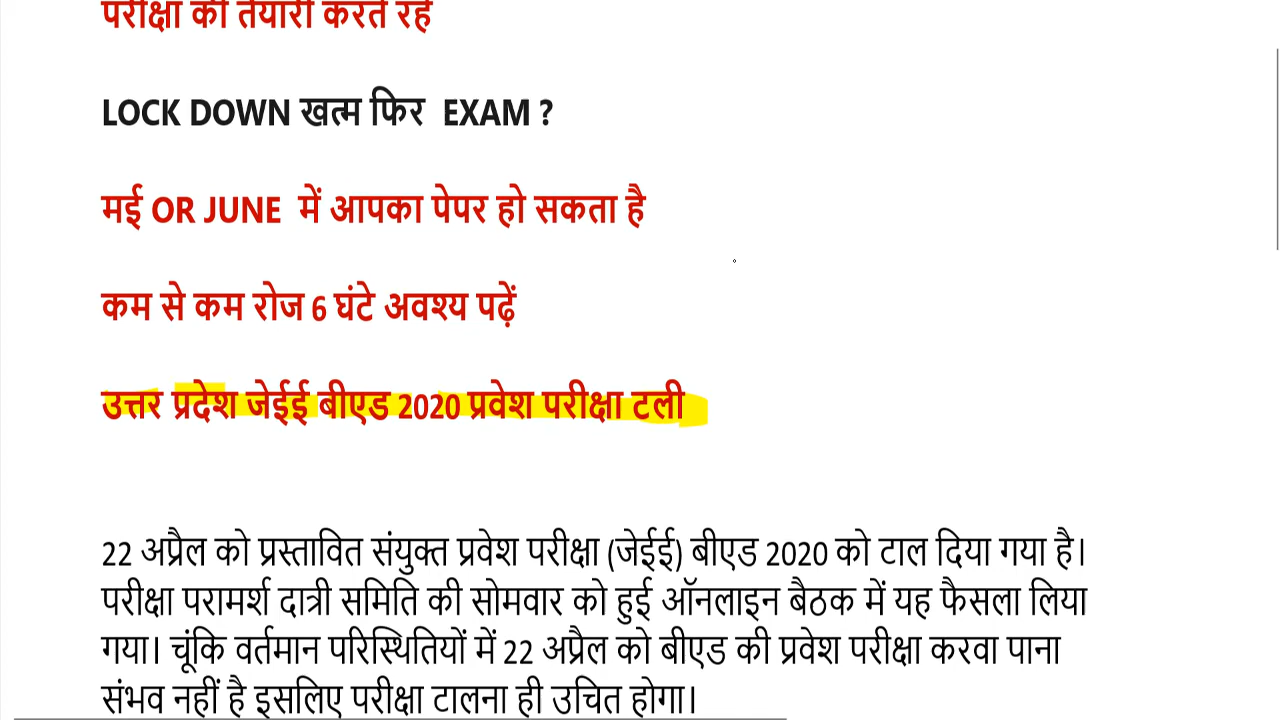 परीक्षा की तैयारी करते रहें
LOCK DOWN खत्म फिर EXAM ?
मई OR JUNE में आपका पेपर हो सकता है
कम से कम रोज 6 घंटे अवश्य पढ़ें
उत्तर प्रदेश जेईई बीएड 2020 प्रवेश परीक्षा टली
22 अप्रैल को प्रस्तावित संयुक्त प्रवेश परीक्षा (जेईई) बीएड 2020 को टाल दिया गया है।
परीक्षा परामर्श दात्री समिति की सोमवार को हुई ऑनलाइन बैठक में यह फैसला लिया
गया। चूंकि वर्तमान परिस्थितियों में 22 अप्रैल को बीएड की प्रवेश परीक्षा करवा पाना
संभव नहीं है इसलिए परीक्षा टालना ही उचित होगा।